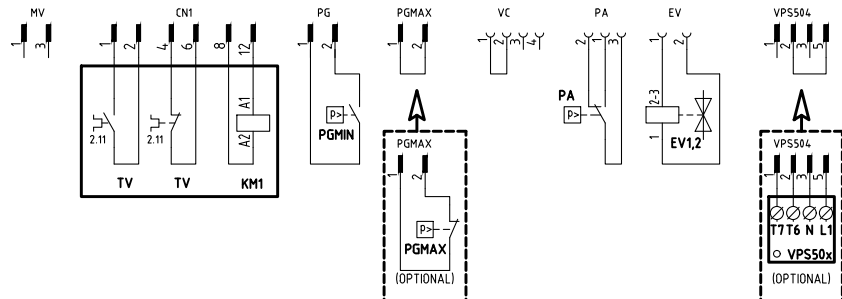 MV CN1 PG PGMAX VC PA EV VPS504
1 3 1 2 4 6 8 12 1 2 1 2 1 2 3 4 2 1 3 1 2 1 2 3 5
2.11 2.11 A1 A2
TV TV KM1
P> PGMIN
PA
P>
2-3
1
EV1,2
PGMAX
1 2
P>
PGMAX
(OPTIONAL)
VPS504
1 2 3 5
T7 T6 N L1
VPS50x
(OPTIONAL)